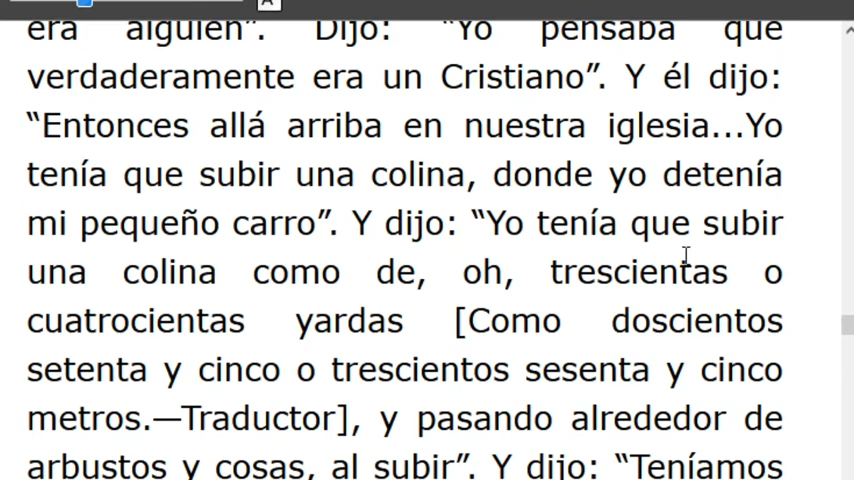 era alguien”. Dijo: “Yo pensaba que
verdaderamente era un Cristiano”. Y él dijo:
“Entonces allá arriba en nuestra iglesia...Yo
tenía que subir una colina, donde yo detenía
mi pequeño carro”. Y dijo: “Yo tenía que subir
una colina como de, oh, trescientas o
cuatrocientas yardas [Como doscientos
setenta y cinco o trescientos sesenta y cinco
metros.—Traductor], y pasando alrededor de
arbustos y cosas, al subir”. Y dijo: “Teníamos